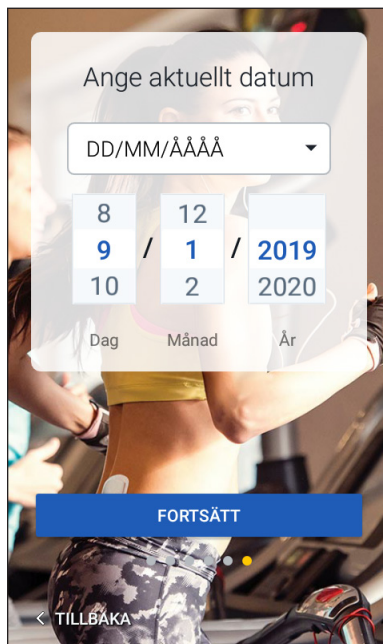 Ange aktuellt datum
DD/MM/ÅÅÅÅ
8 12
9 / 1 / 2019
10 2 2020
Dag Månad År
FORTSÄTT
< TILLBAKA